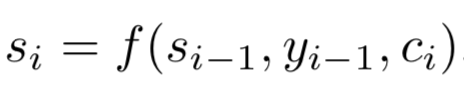 s_i = f(s_{i-1}, y_{i-1}, c_i).